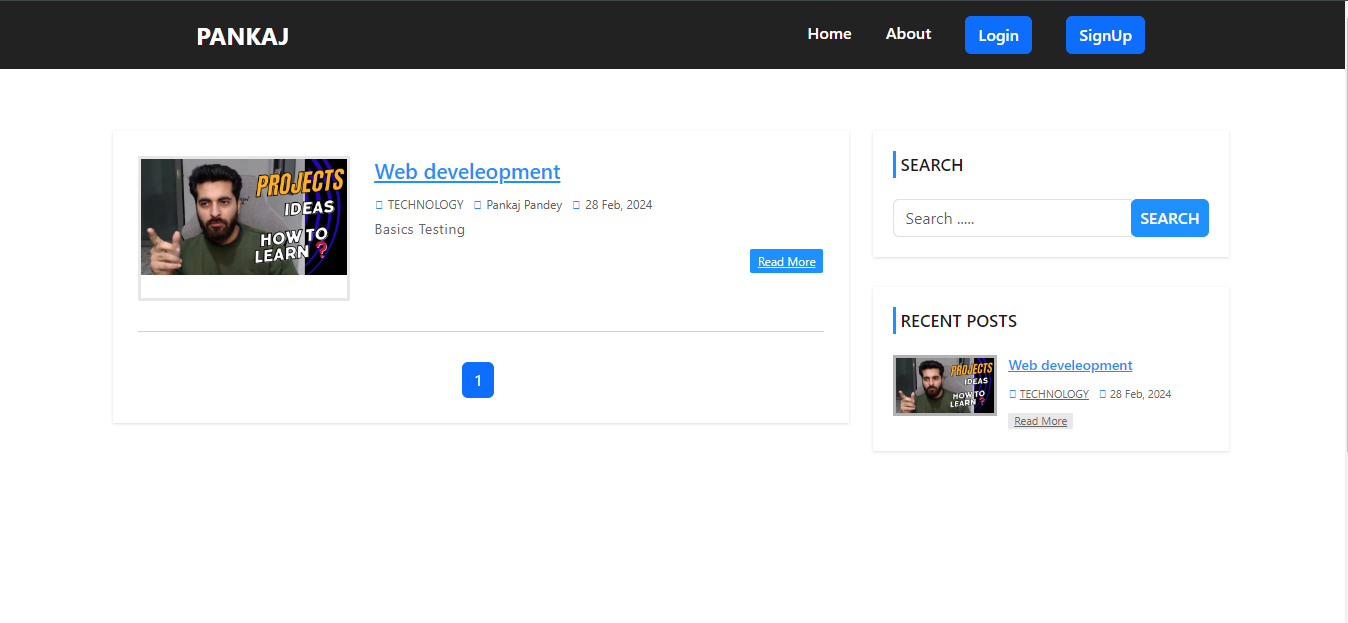 PANKAJ Home About Login SignUp
PROJECTS
IDEAS
HOW TO
LEARN ?
Web develeopment
TECHNOLOGY Pankaj Pandey 28 Feb, 2024
Basics Testing
Read More
1
SEARCH
Search ..... SEARCH
RECENT POSTS
PROJECTS
IDEAS
HOW TO
LEARN ?
Web develeopment
TECHNOLOGY 28 Feb, 2024
Read More